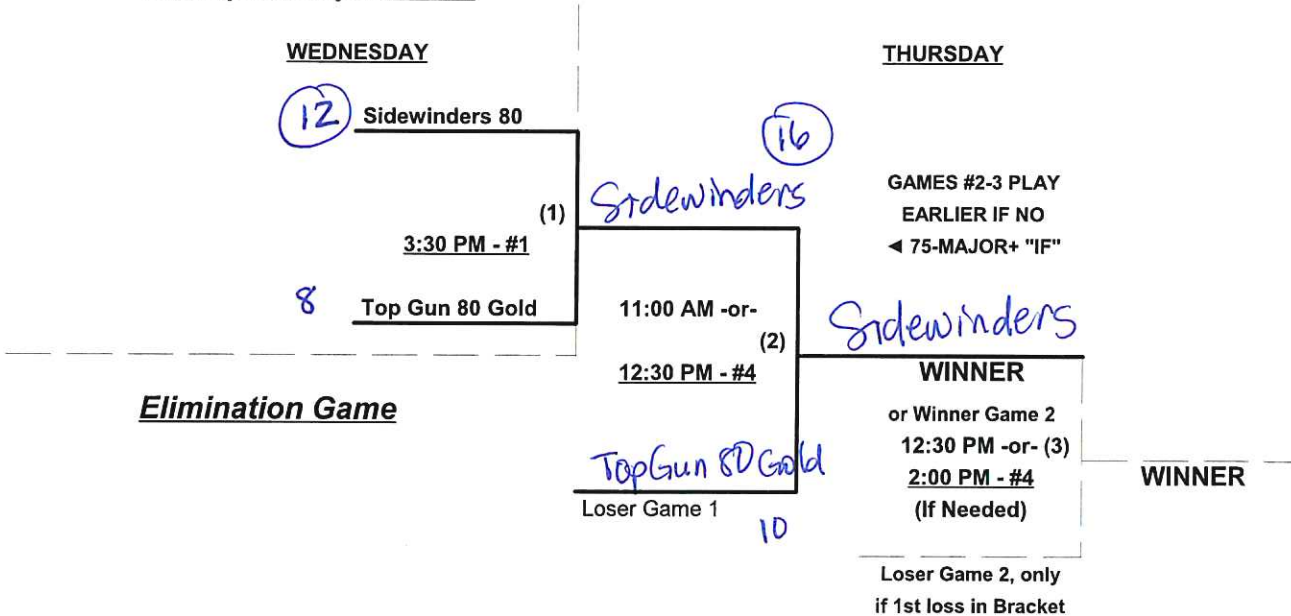 WEDNESDAY
THURSDAY
12 Sidewinders 80
16
GAMES #2-3 PLAY
EARLIER IF NO
◄ 75-MAJOR+ "IF"
Sidewinders
(1)
3:30 PM - #1
8 Top Gun 80 Gold
11:00 AM -or-
(2)
12:30 PM - #4
Sidewinders
WINNER
or Winner Game 2
12:30 PM -or- (3)
2:00 PM - #4
(If Needed)
WINNER
Elimination Game
Top Gun 80 Gold
Loser Game 1
10
Loser Game 2, only
if 1st loss in Bracket